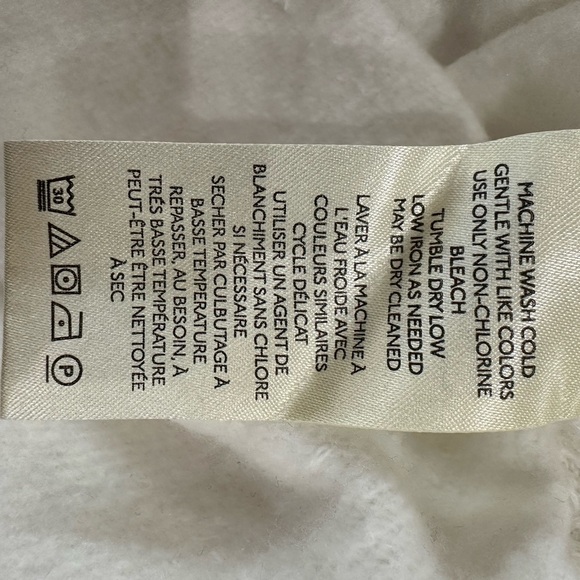 MACHINE WASH COLD
GENTLE WITH LIKE COLORS
USE ONLY NON-CHLORINE
BLEACH
TUMBLE DRY LOW
LOW IRON AS NEEDED
MAY BE DRY CLEANED
LAVER À LA MACHINE À
L'EAU FROIDE AVEC
COULEURS SIMILAIRES
CYCLE DÉLICAT
UTILISER UN AGENT DE
BLANCHIMENT SANS CHLORE
SI NÉCESSAIRE
SECHER PAR CULBUTAGE À
BASSE TEMPÉRATURE
REPASSER, AU BESOIN, À
TRÉS BASSE TEMPÉRATURE
PEUT-ÊTRE ÊTRE NETTOYÉE
À SEC
30 P